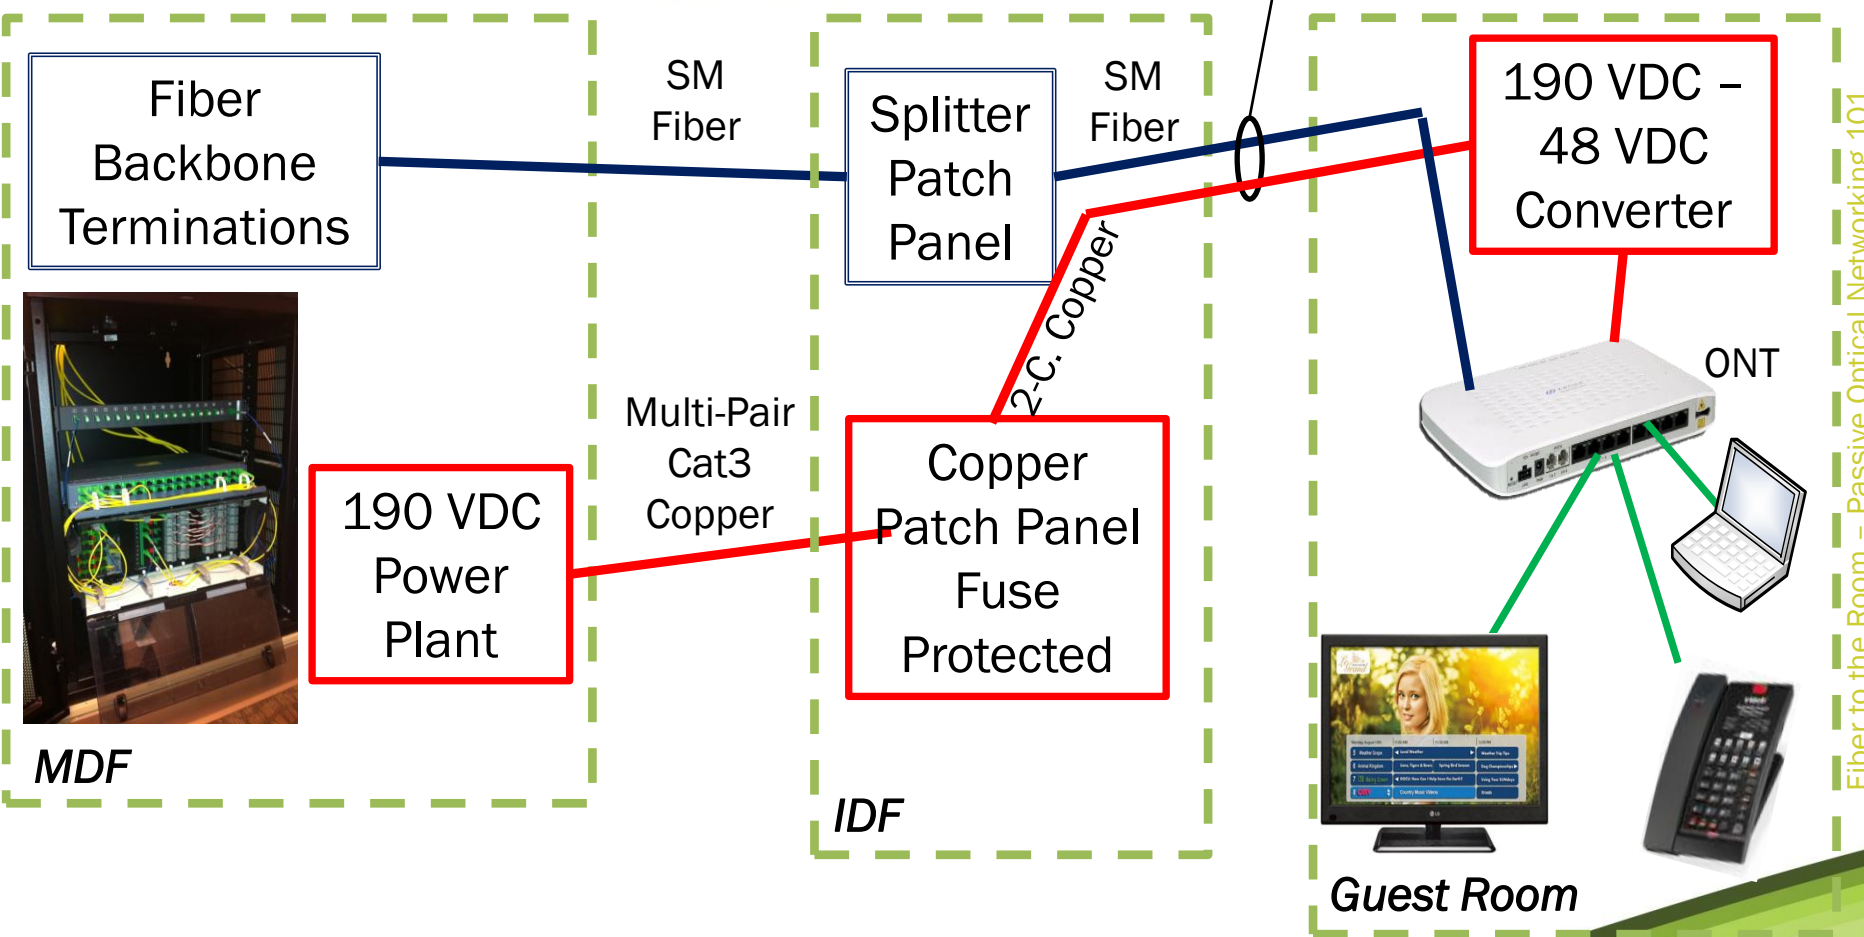 Fiber
Backbone
Terminations
SM
Fiber
Splitter
Patch
Panel
SM
Fiber
190 VDC –
48 VDC
Converter
2-C. Copper
ONT
Multi-Pair
Cat3
Copper
190 VDC
Power
Plant
Copper
Patch Panel
Fuse
Protected
MDF
IDF
Guest Room
Fiber to the Room – Passive Optical Networking 101